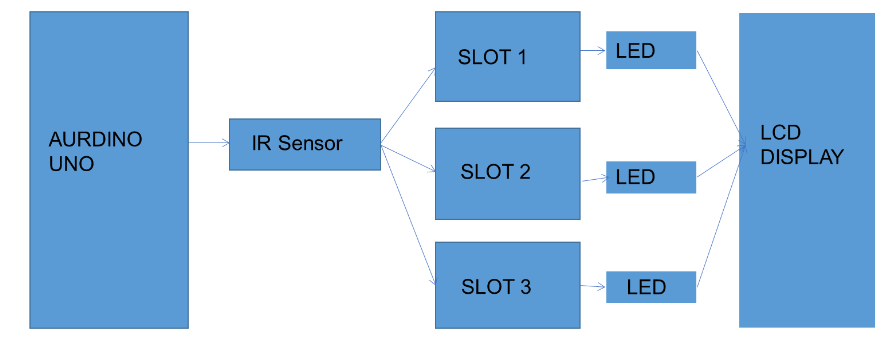 AURDINO
UNO
IR Sensor
SLOT 1
SLOT 2
SLOT 3
LED
LED
LED
LCD
DISPLAY